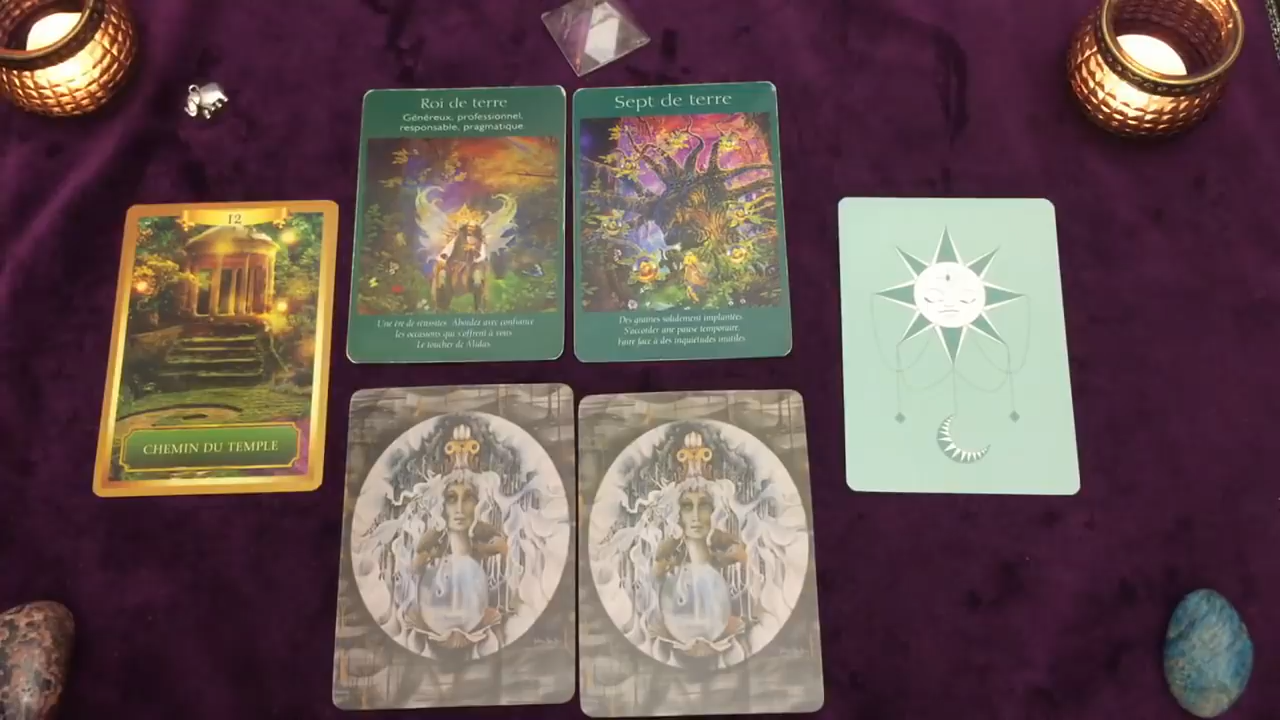 Roi de terre
Généreux, professionnel,
responsable, pragmatique
Une ère de réussites. Abordez avec confiance
les occasions qui s'offrent à vous
Le toucher de Midas
Sept de terre
Des graines solidement implantées.
S'accorder une pause temporaire.
Faire face à des inquiétudes inutiles
12
CHEMIN DU TEMPLE